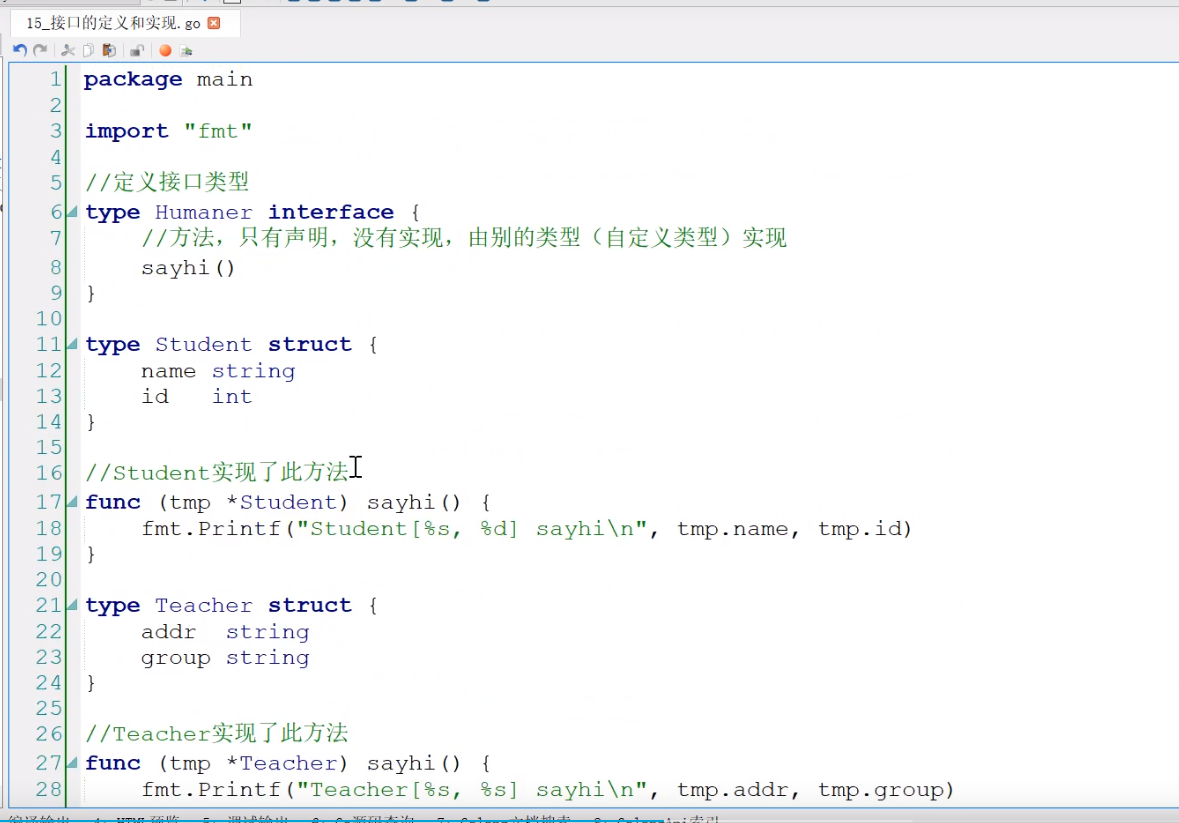 15_接口的定义和实现.go
1 package main
2
3 import "fmt"
4
5 //定义接口类型
6 type Humaner interface {
7 //方法，只有声明，没有实现，由别的类型（自定义类型）实现
8 sayhi()
9 }
10
11 type Student struct {
12 name string
13 id int
14 }
15
16 //Student实现了此方法
17 func (tmp *Student) sayhi() {
18 fmt.Printf("Student[%s, %d] sayhi\n", tmp.name, tmp.id)
19 }
20
21 type Teacher struct {
22 addr string
23 group string
24 }
25
26 //Teacher实现了此方法
27 func (tmp *Teacher) sayhi() {
28 fmt.Printf("Teacher[%s, %s] sayhi\n", tmp.addr, tmp.group)